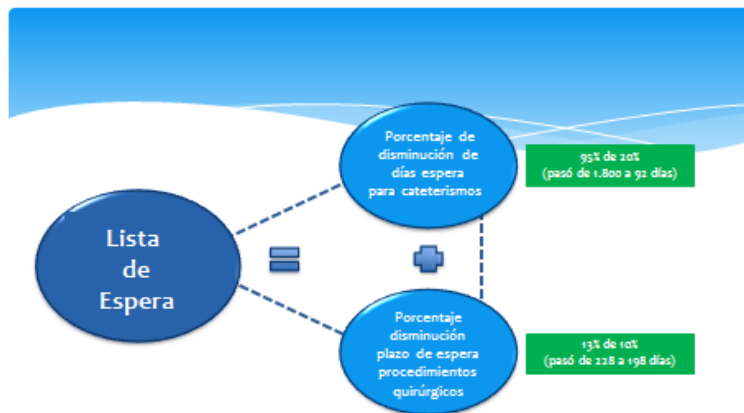 Porcentaje de
disminución de
días espera
para cateterismos
95% de 20%
(pasó de 1.800 a 92 días)
Lista
de
Espera
Porcentaje
disminución
plazo de espera
procedimientos
quirúrgicos
13% de 10%
(pasó de 228 a 198 días)